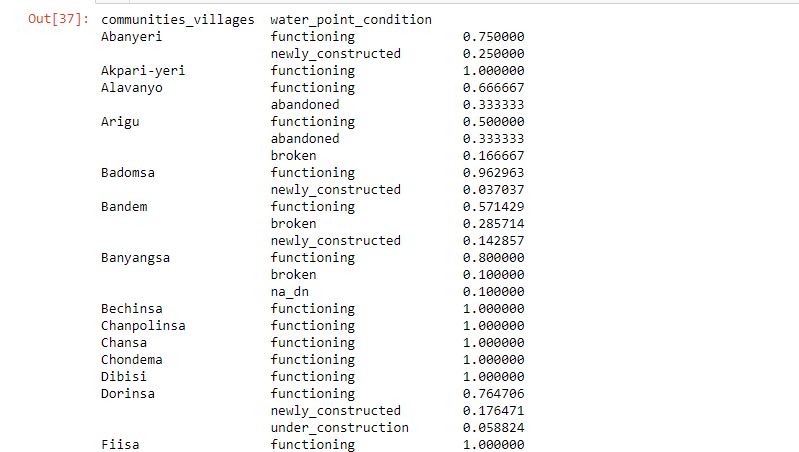 Out[37]: communities_villages water_point_condition
Abanyeri functioning 0.750000
newly_constructed 0.250000
Akpari-yeri functioning 1.000000
Alavanyo functioning 0.666667
abandoned 0.333333
Arigu functioning 0.500000
abandoned 0.333333
broken 0.166667
Badomsa functioning 0.962963
newly_constructed 0.037037
Bandem functioning 0.571429
broken 0.285714
newly_constructed 0.142857
Banyangsa functioning 0.800000
broken 0.100000
na_dn 0.100000
Bechinsa functioning 1.000000
Chanpolinsa functioning 1.000000
Chansa functioning 1.000000
Chondema functioning 1.000000
Dibisi functioning 1.000000
Dorinsa functioning 0.764706
newly_constructed 0.176471
under_construction 0.058824
Fiisa functioning 1.000000